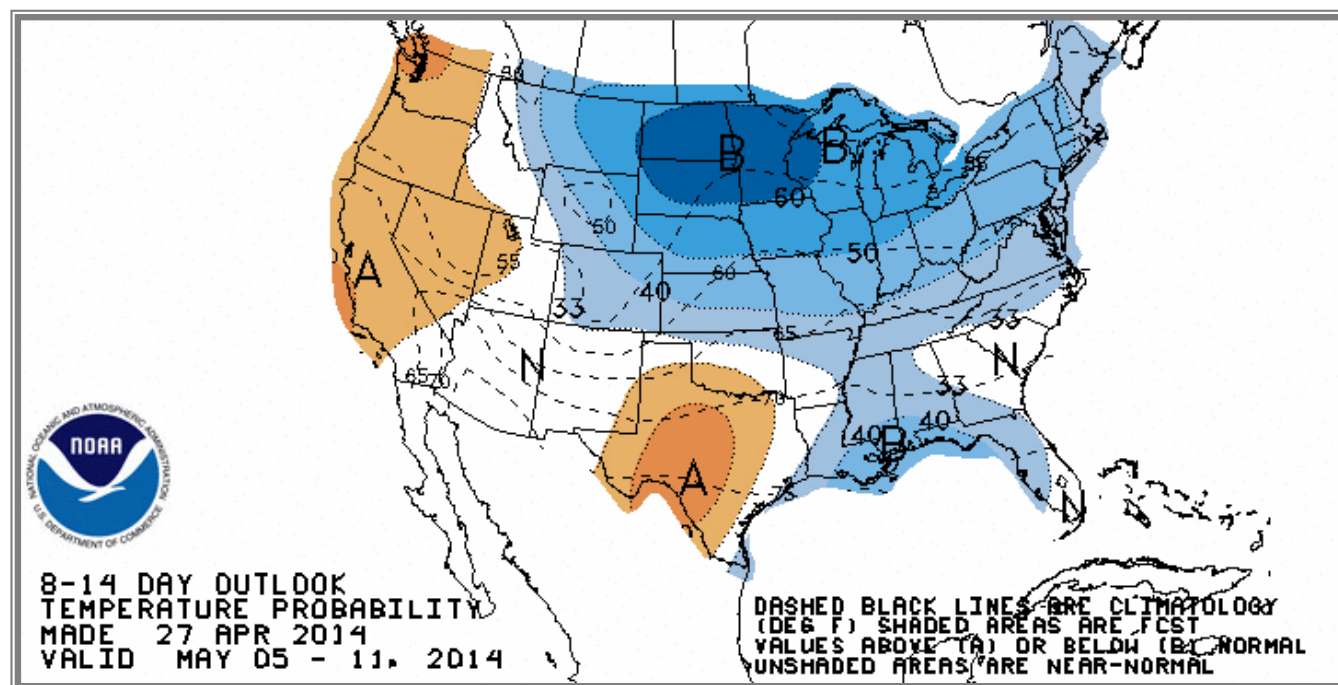 50
B
B
55
60
50
50
A
55
60
40
33
65
33
N
N
65
70
33
70
40
40
B
A
75
N
NATIONAL OCEANIC AND ATMOSPHERIC ADMINISTRATION
NOAA
U.S. DEPARTMENT OF COMMERCE
8-14 DAY OUTLOOK
TEMPERATURE PROBABILITY
MADE 27 APR 2014
VALID MAY 05 - 11, 2014
DASHED BLACK LINES ARE CLIMATOLOGY
(DEG F) SHADED AREAS ARE FCST
VALUES ABOVE (A) OR BELOW (B) NORMAL
UNSHADED AREAS ARE NEAR-NORMAL